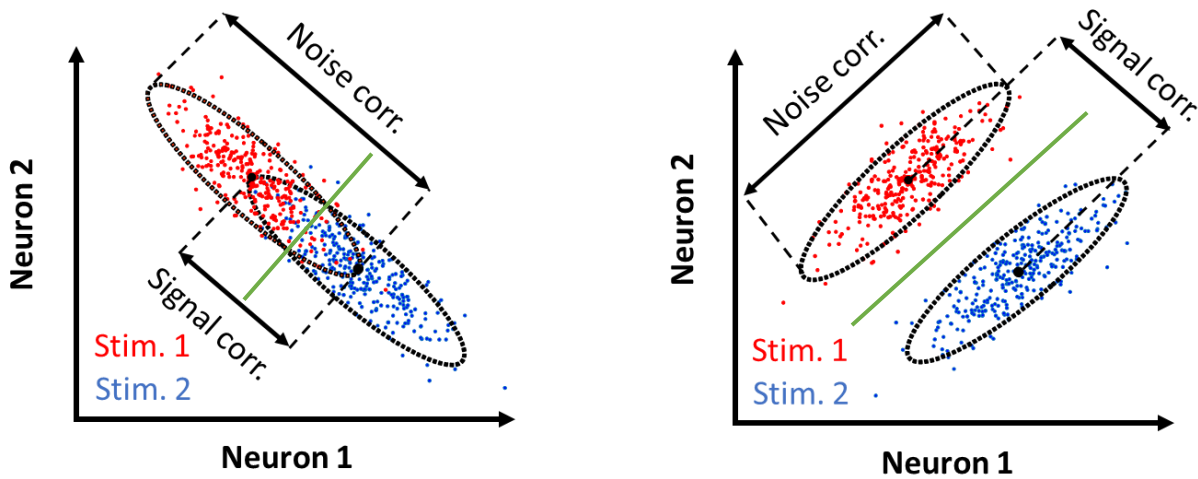 Noise corr.
Neuron 2
Signal corr.
Stim. 1
Stim. 2
Neuron 1
Noise corr.
Signal corr.
Neuron 2
Stim. 1
Stim. 2
Neuron 1